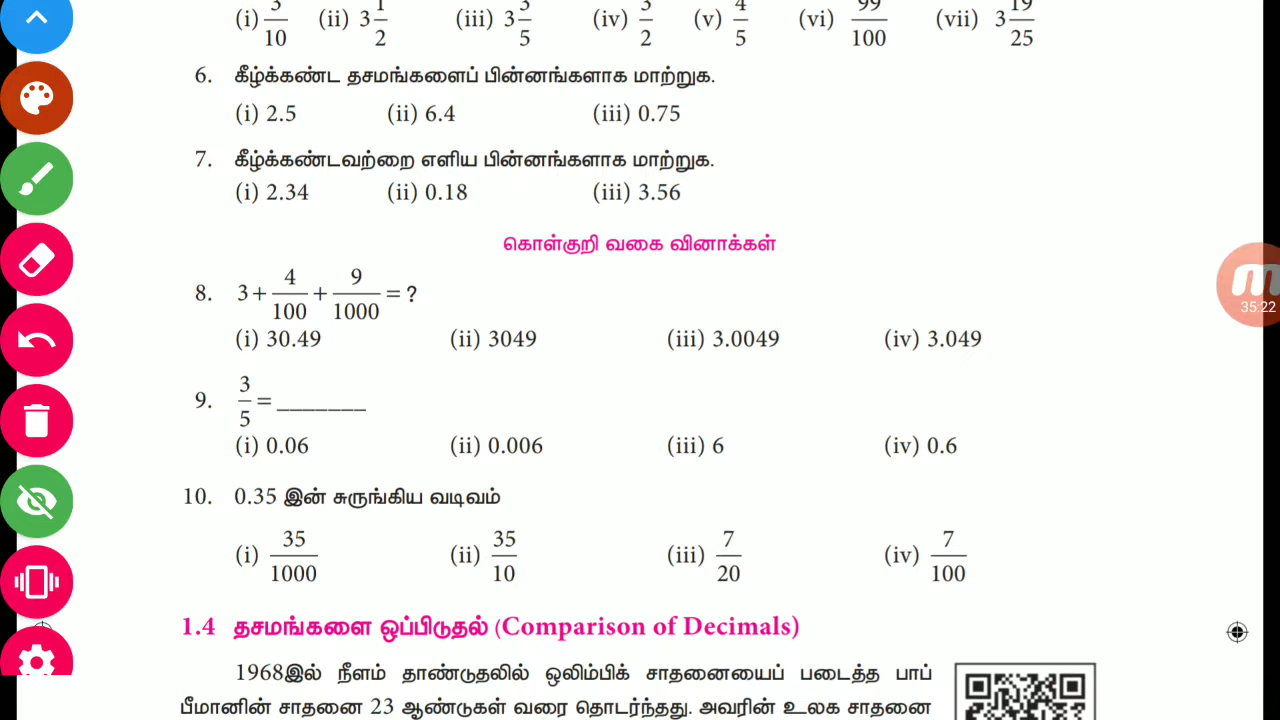 (i) 3/10 (ii) 3 1/2 (iii) 3 3/5 (iv) 3/2 (v) 4/5 (vi) 99/100 (vii) 3 19/25
6. கீழ்க்கண்ட தசமங்களைப் பின்னங்களாக மாற்றுக.
(i) 2.5 (ii) 6.4 (iii) 0.75
7. கீழ்க்கண்டவற்றை எளிய பின்னங்களாக மாற்றுக.
(i) 2.34 (ii) 0.18 (iii) 3.56
கொள்குறி வகை வினாக்கள்
8. 3 + 4/100 + 9/1000 = ?
(i) 30.49 (ii) 3049 (iii) 3.0049 (iv) 3.049
9. 3/5 = _______
(i) 0.06 (ii) 0.006 (iii) 6 (iv) 0.6
10. 0.35 இன் சுருங்கிய வடிவம்
(i) 35/1000 (ii) 35/10 (iii) 7/20 (iv) 7/100
1.4 தசமங்களை ஒப்பிடுதல் (Comparison of Decimals)
1968இல் நீளம் தாண்டுதலில் ஒலிம்பிக் சாதனையைப் படைத்த பாப்
பீமானின் சாதனை 23 ஆண்டுகள் வரை தொடர்ந்தது. அவரின் உலக சாதனை
35:22